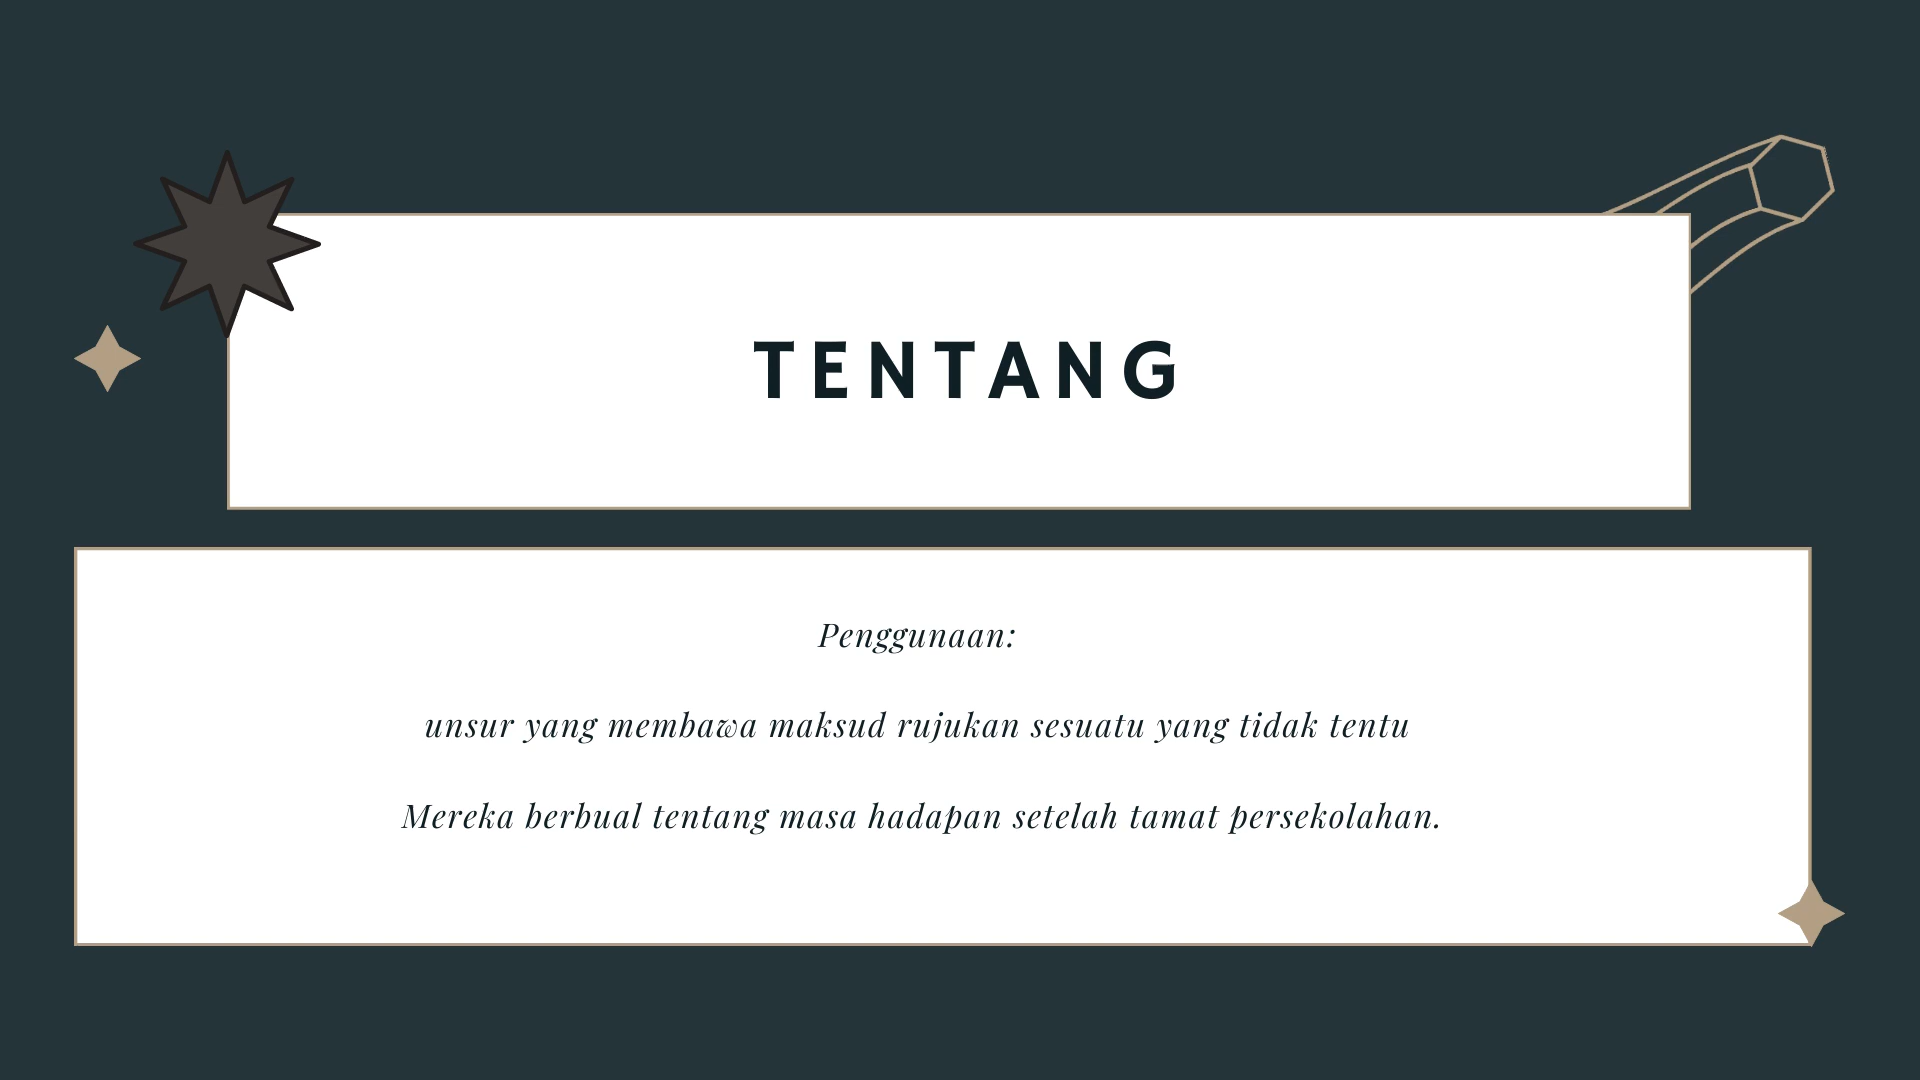 TENTANG
Penggunaan:
unsur yang membawa maksud rujukan sesuatu yang tidak tentu
Mereka berbual tentang masa hadapan setelah tamat persekolahan.